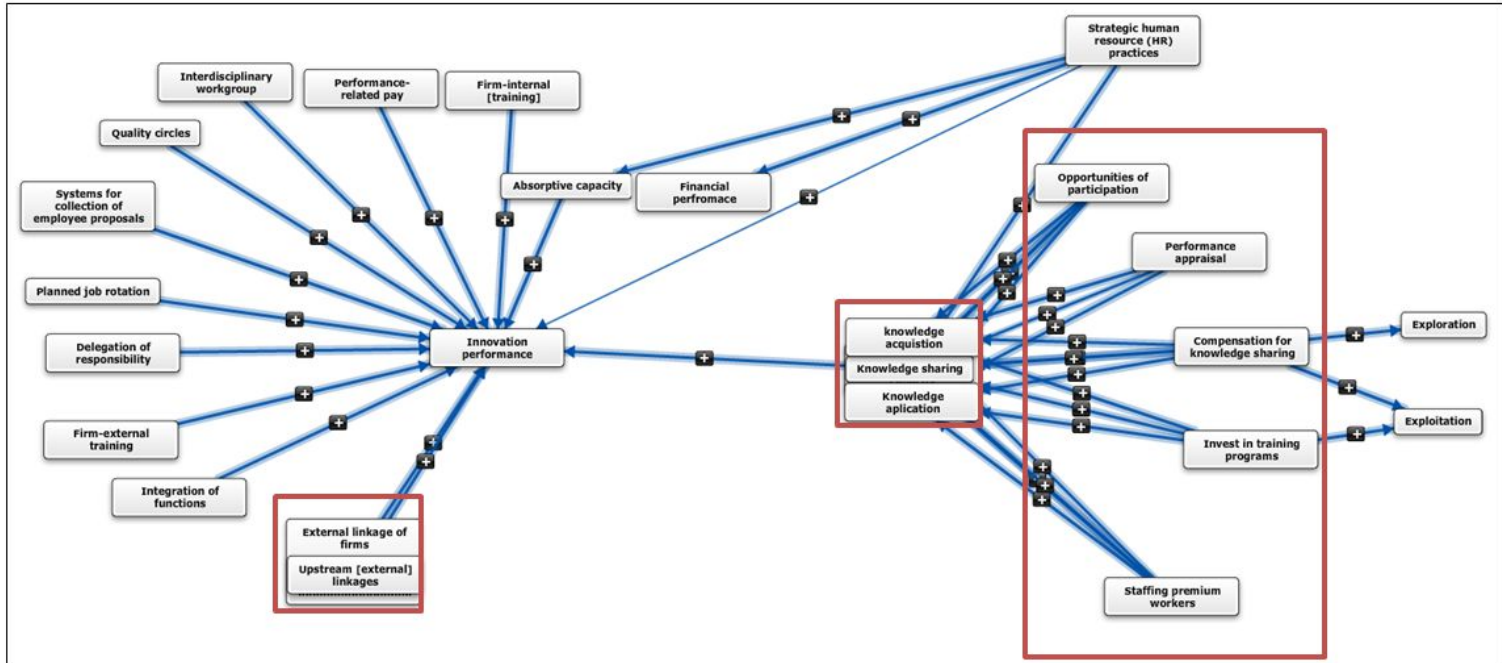 Strategic human
resource (HR)
practices
Interdisciplinary
workgroup
Performance-
related pay
Firm-internal
[training]
Quality circles
Absorptive capacity
Financial
perfromace
Opportunities of
participation
Systems for
collection of
employee proposals
Performance
appraisal
Planned job rotation
Innovation
performance
knowledge
acquistion
Knowledge sharing
Knowledge
aplication
Compensation for
knowledge sharing
Exploration
Delegation of
responsibility
Exploitation
Firm-external
training
Invest in training
programs
Integration of
functions
External linkage of
firms
Upstream [external]
linkages
Staffing premium
workers